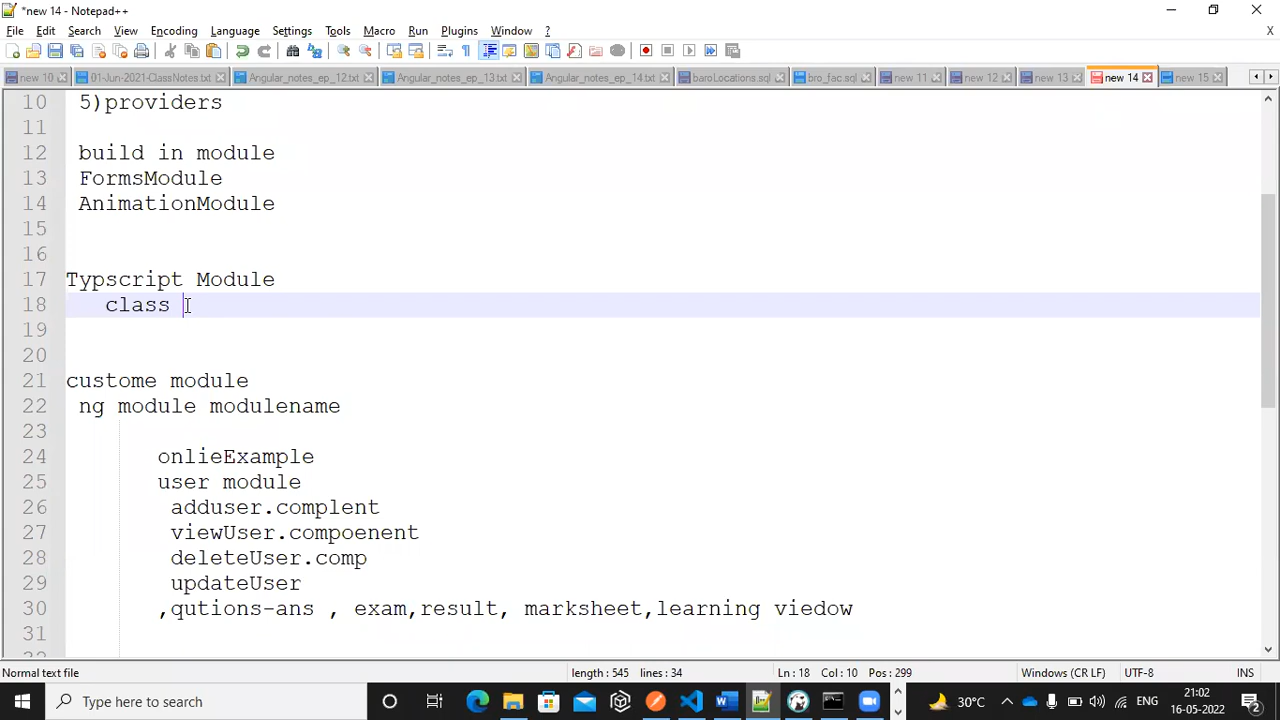 *new 14 - Notepad++
File Edit Search View Encoding Language Settings Tools Macro Run Plugins Window ? X
new 10 01-Jun-2021-ClassNotes.txt Angular_notes_ep_12.txt Angular_notes_ep_13.txt Angular_notes_ep_14.txt baseLocations.sql bro_fac.sql new 11 new 12 new 13 new 14 new 15
10 5)providers
11
12 build in module
13 FormsModule
14 AnimationModule
15
16
17 Typscript Module
18 class
19
20
21 custome module
22 ng module modulename
23
24 onlieExample
25 user module
26 adduser.complent
27 viewUser.compoenent
28 deleteUser.comp
29 updateUser
30 ,qutions-ans , exam,result, marksheet,learning viedow
31
Normal text file length : 545 lines : 34 Ln : 18 Col : 10 Pos : 299 Windows (CR LF) UTF-8 INS
Type here to search 30°C ENG 21:02 16-05-2022 2